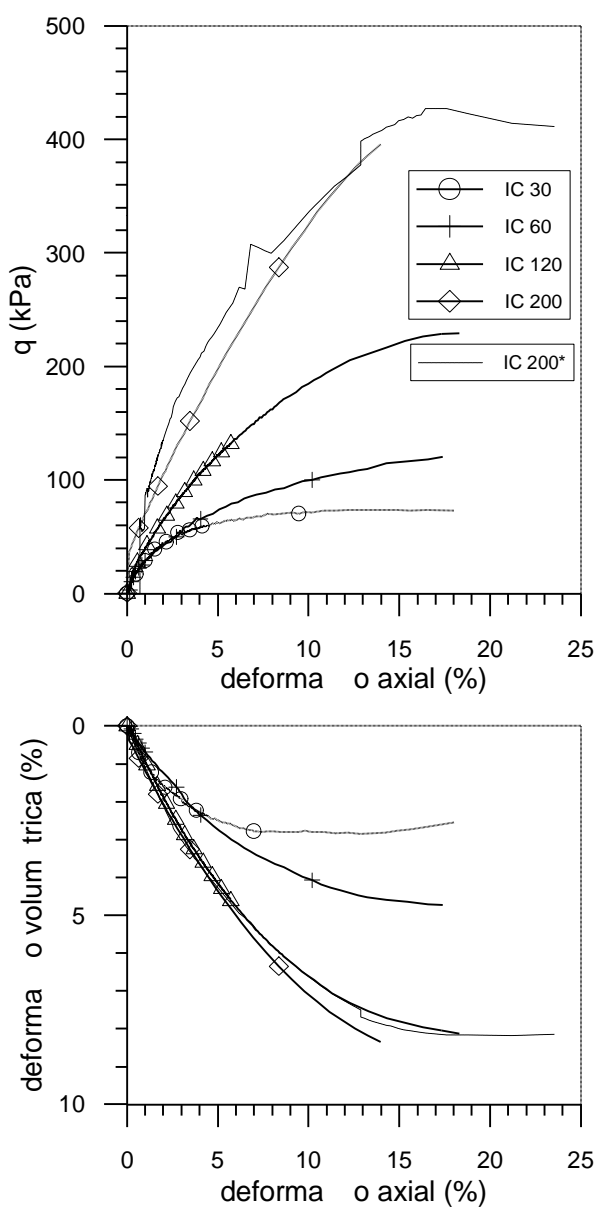 500
400
300
200
100
0
q (kPa)
IC 30
IC 60
IC 120
IC 200
IC 200*
0 5 10 15 20 25
deforma o axial (%)
0
5
10
deforma o volum trica (%)
0 5 10 15 20 25
deforma o axial (%)